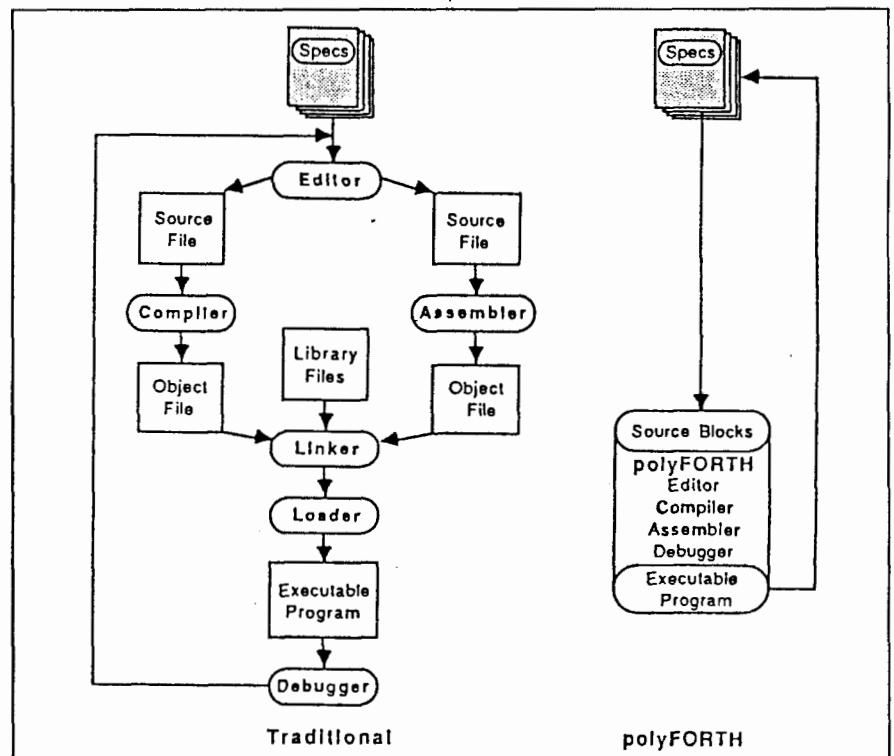 Specs
Editor
Source
File
Source
File
Compiler
Assembler
Library
Files
Object
File
Object
File
Linker
Loader
Executable
Program
Debugger
Traditional
Specs
Source Blocks
polyFORTH
Editor
Compiler
Assembler
Debugger
Executable
Program
polyFORTH